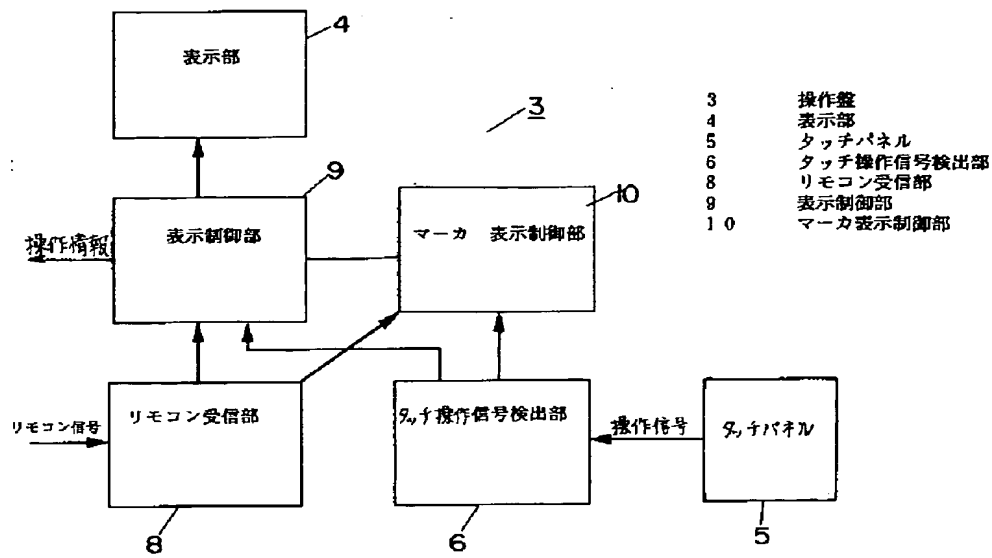 4
表示部
3
3 操作盤
4 表示部
5 タッチパネル
6 タッチ操作信号検出部
8 リモコン受信部
9 表示制御部
10 マーカ表示制御部
9
10
表示制御部
マーカ 表示制御部
操作情報
リモコン受信部
タッチ操作信号検出部
リモコン信号
操作信号
タッチパネル
8
6
5